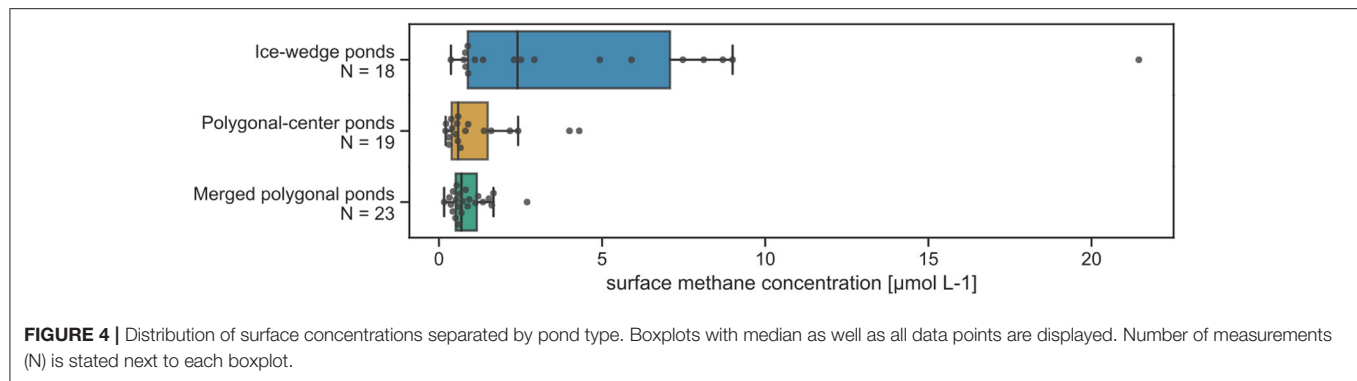 Ice-wedge ponds
N = 18
Polygonal-center ponds
N = 19
Merged polygonal ponds
N = 23
0 5 10 15 20
surface methane concentration [µmol L-1]
FIGURE 4 | Distribution of surface concentrations separated by pond type. Boxplots with median as well as all data points are displayed. Number of measurements
(N) is stated next to each boxplot.